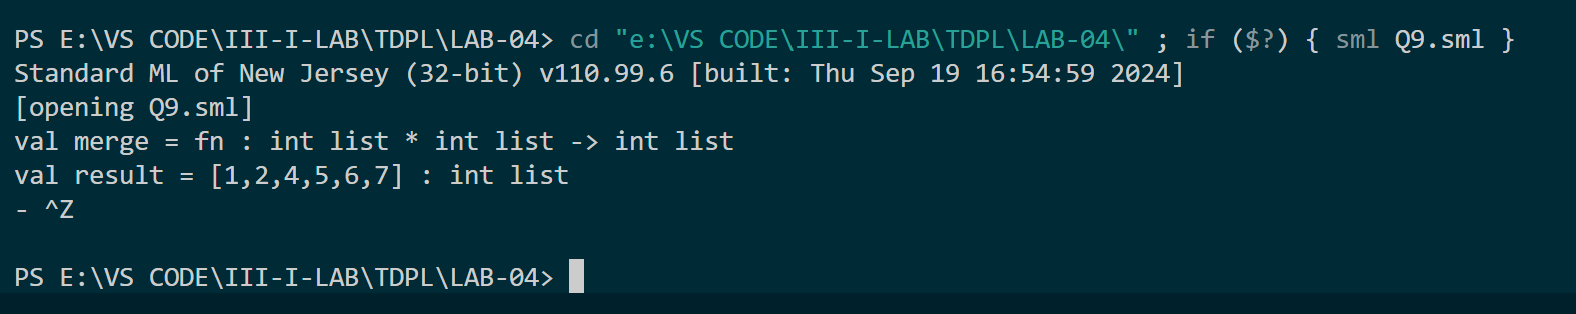 PS E:\VS CODE\III-I-LAB\TDPL\LAB-04> cd "e:\VS CODE\III-I-LAB\TDPL\LAB-04\" ; if ($?) { sml Q9.sml }
Standard ML of New Jersey (32-bit) v110.99.6 [built: Thu Sep 19 16:54:59 2024]
[opening Q9.sml]
val merge = fn : int list * int list -> int list
val result = [1,2,4,5,6,7] : int list
- ^Z
PS E:\VS CODE\III-I-LAB\TDPL\LAB-04>